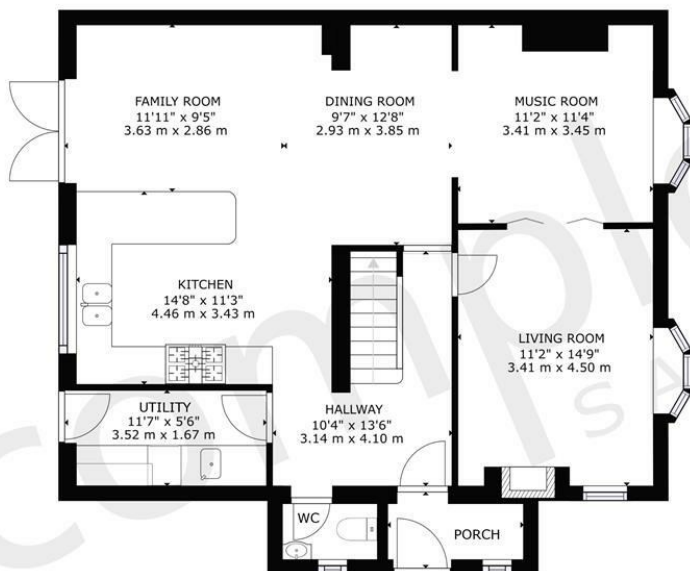 FAMILY ROOM
11'11" x 9'5"
3.63 m x 2.86 m
DINING ROOM
9'7" x 12'8"
2.93 m x 3.85 m
MUSIC ROOM
11'2" x 11'4"
3.41 m x 3.45 m
KITCHEN
14'8" x 11'3"
4.46 m x 3.43 m
LIVING ROOM
11'2" x 14'9"
3.41 m x 4.50 m
UTILITY
11'7" x 5'6"
3.52 m x 1.67 m
HALLWAY
10'4" x 13'6"
3.14 m x 4.10 m
WC
PORCH